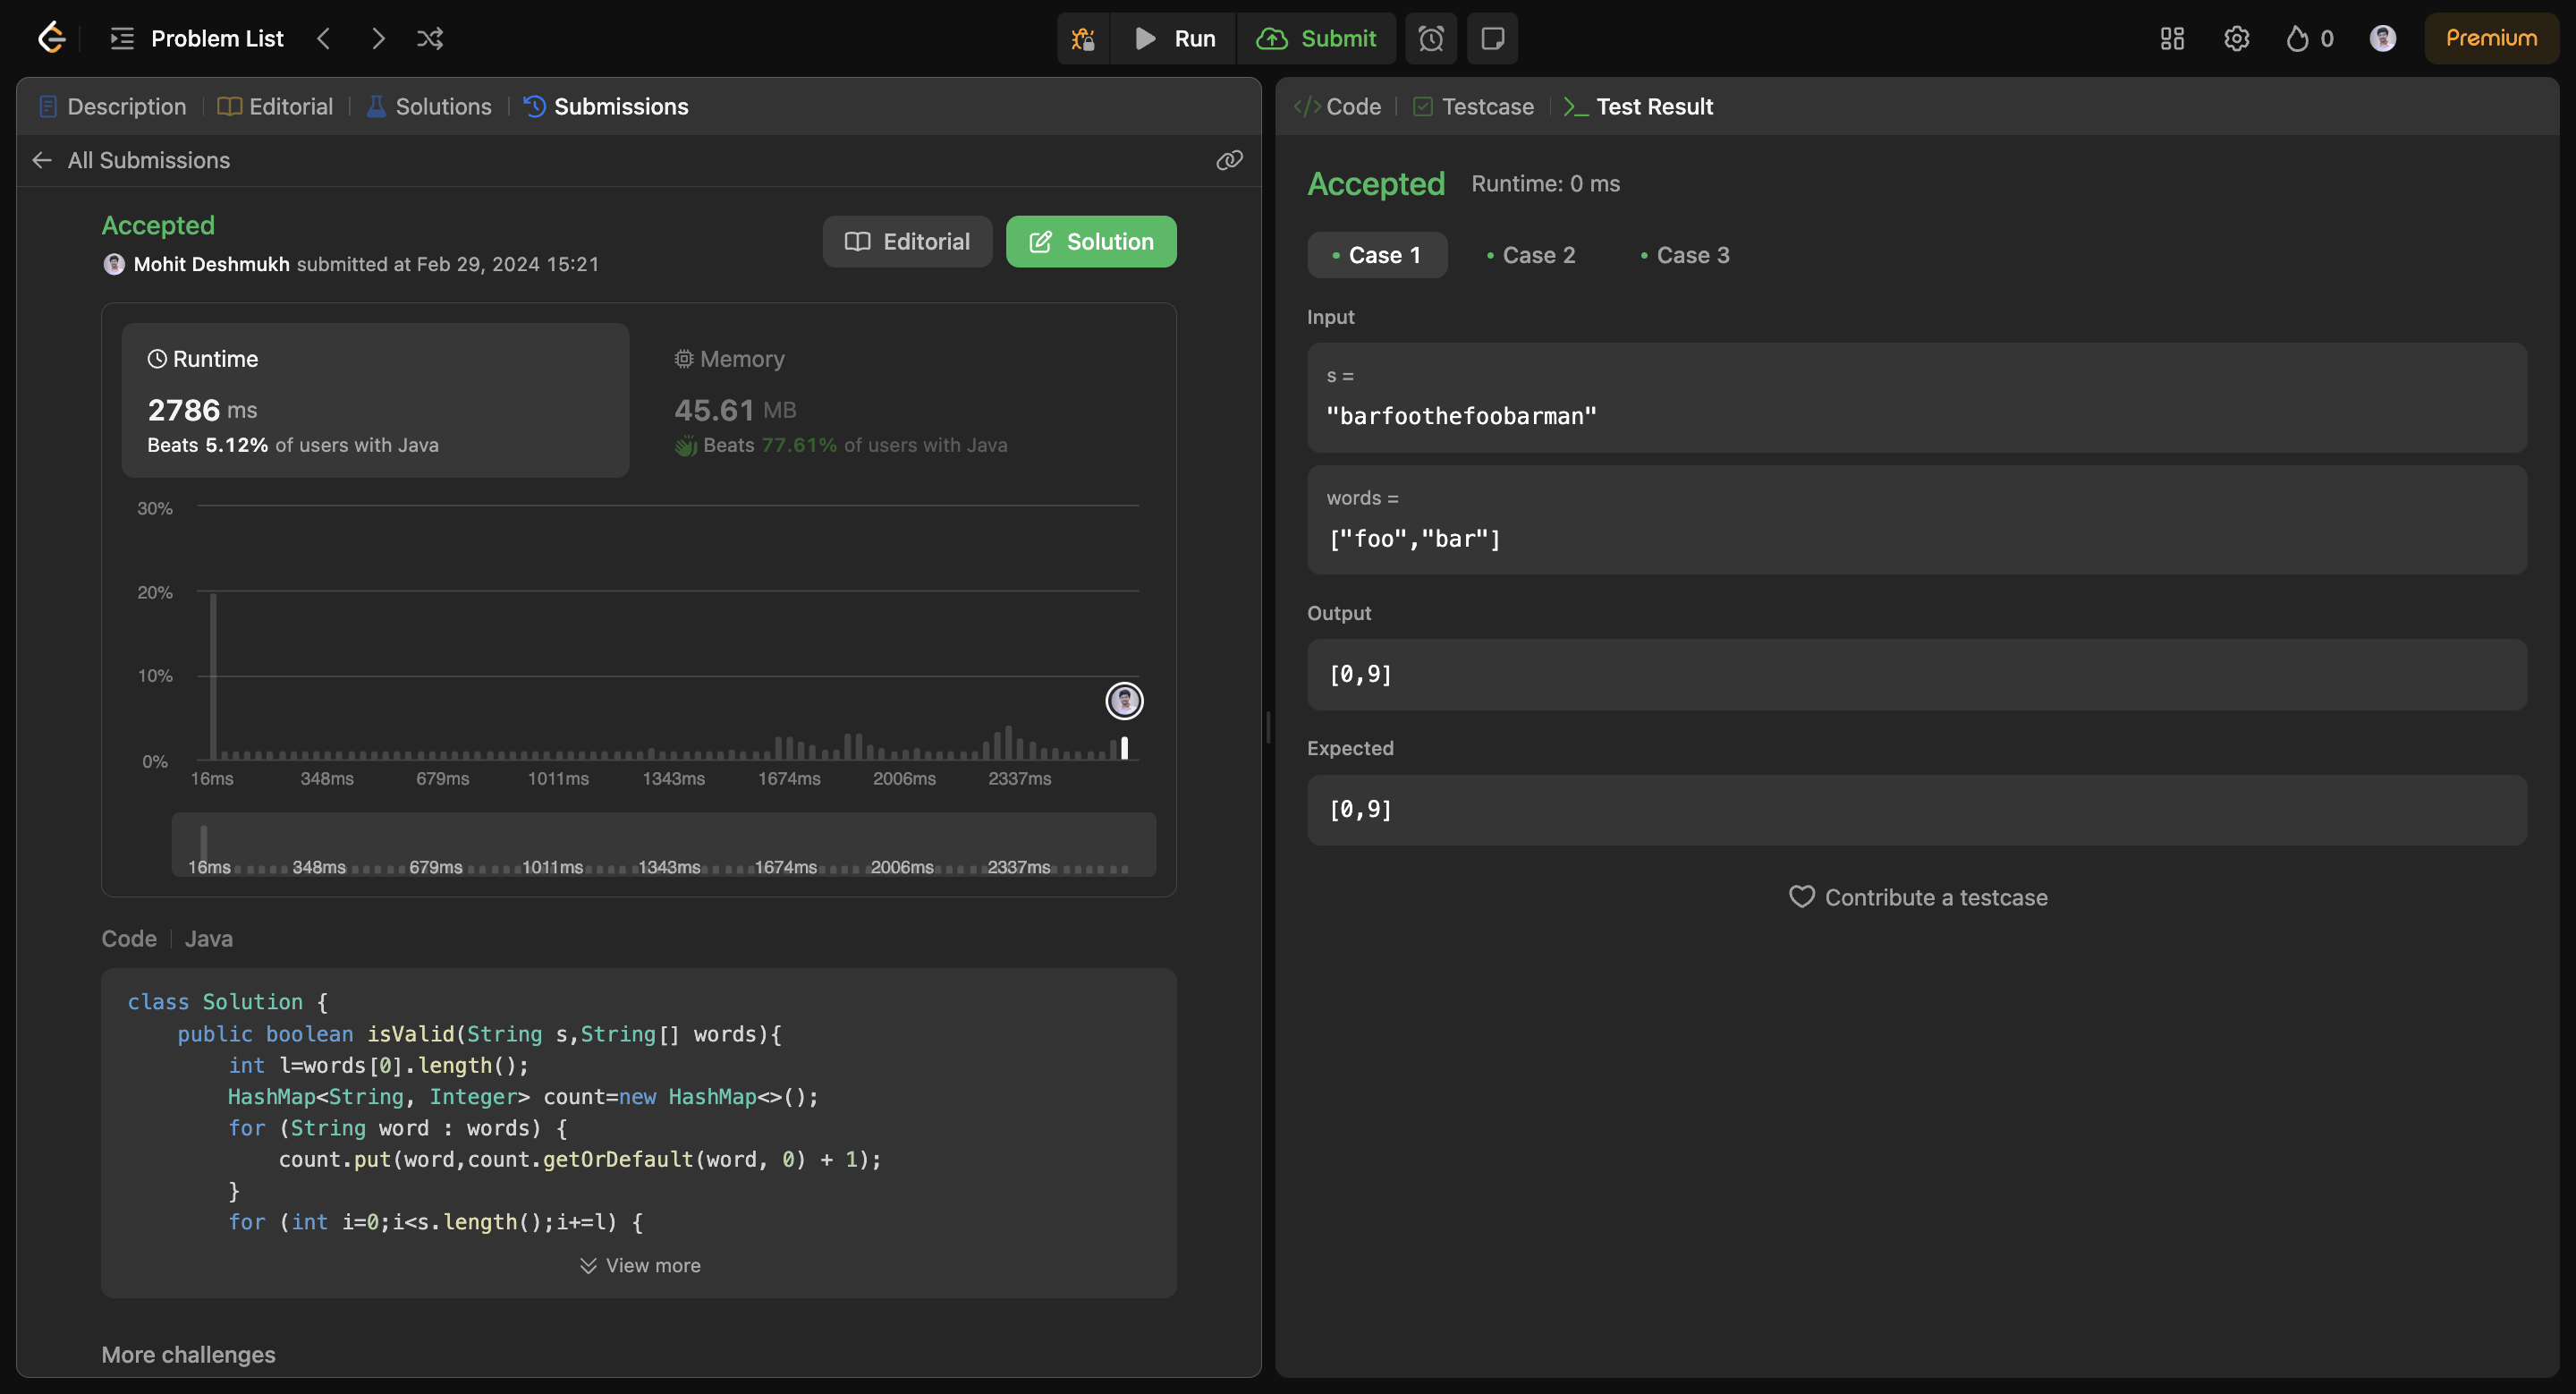 Problem List
Run
Submit
0
Premium
Description
Editorial
Solutions
Submissions
All Submissions
Accepted
Mohit Deshmukh submitted at Feb 29, 2024 15:21
Editorial
Solution
Runtime
2786 ms
Beats 5.12% of users with Java
Memory
45.61 MB
Beats 77.61% of users with Java
30%
20%
10%
0%
16ms 348ms 679ms 1011ms 1343ms 1674ms 2006ms 2337ms
16ms 348ms 679ms 1011ms 1343ms 1674ms 2006ms 2337ms
Code | Java
class Solution {
    public boolean isValid(String s,String[] words){
        int l=words[0].length();
        HashMap<String, Integer> count=new HashMap<>();
        for (String word : words) {
            count.put(word,count.getOrDefault(word, 0) + 1);
        }
        for (int i=0;i<s.length();i+=l) {
View more
More challenges
Code
Testcase
Test Result
Accepted Runtime: 0 ms
• Case 1
• Case 2
• Case 3
Input
s =
"barfoothefoobarman"
words =
["foo","bar"]
Output
[0,9]
Expected
[0,9]
Contribute a testcase